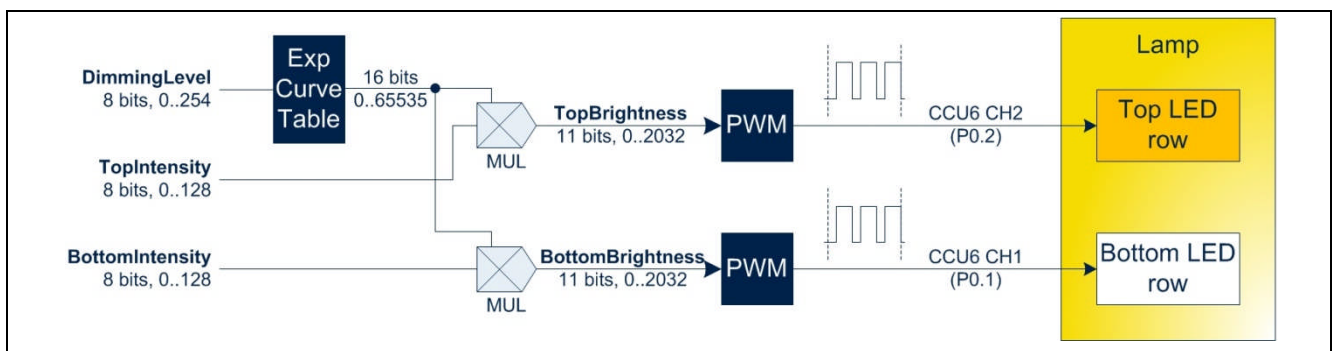 Lamp
Exp
Curve
Table
DimmingLevel
8 bits, 0..254
16 bits
0..65535
TopBrightness
11 bits, 0..2032
PWM
CCU6 CH2
(P0.2)
Top LED
row
MUL
TopIntensity
8 bits, 0..128
BottomIntensity
8 bits, 0..128
MUL
BottomBrightness
11 bits, 0..2032
PWM
CCU6 CH1
(P0.1)
Bottom LED
row